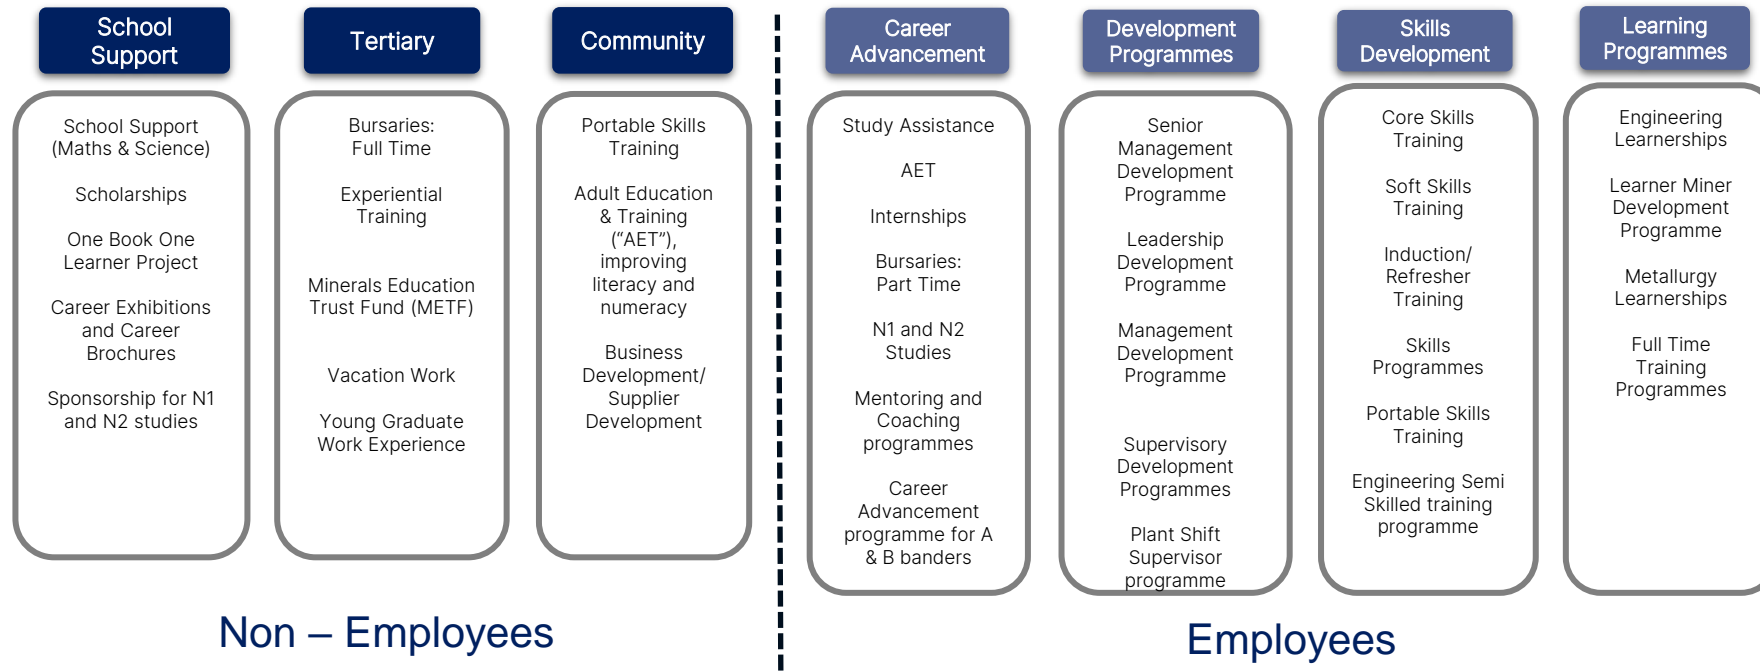 School
Support
School Support
(Maths & Science)
Scholarships
One Book One
Learner Project
Career Exhibitions
and Career
Brochures
Sponsorship for N1
and N2 studies
Tertiary
Bursaries:
Full Time
Experiential
Training
Minerals Education
Trust Fund (METF)
Vacation Work
Young Graduate
Work Experience
Community
Portable Skills
Training
Adult Education
& Training
(“AET”),
improving
literacy and
numeracy
Business
Development/
Supplier
Development
Non – Employees
Career
Advancement
Study Assistance
AET
Internships
Bursaries:
Part Time
N1 and N2
Studies
Mentoring and
Coaching
programmes
Career
Advancement
programme for A
& B banders
Development
Programmes
Senior
Management
Development
Programme
Leadership
Development
Programme
Management
Development
Programme
Supervisory
Development
Programmes
Plant Shift
Supervisor
programme
Skills
Development
Core Skills
Training
Soft Skills
Training
Induction/
Refresher
Training
Skills
Programmes
Portable Skills
Training
Engineering Semi
Skilled training
programme
Learning
Programmes
Engineering
Learnerships
Learner Miner
Development
Programme
Metallurgy
Learnerships
Full Time
Training
Programmes
Employees